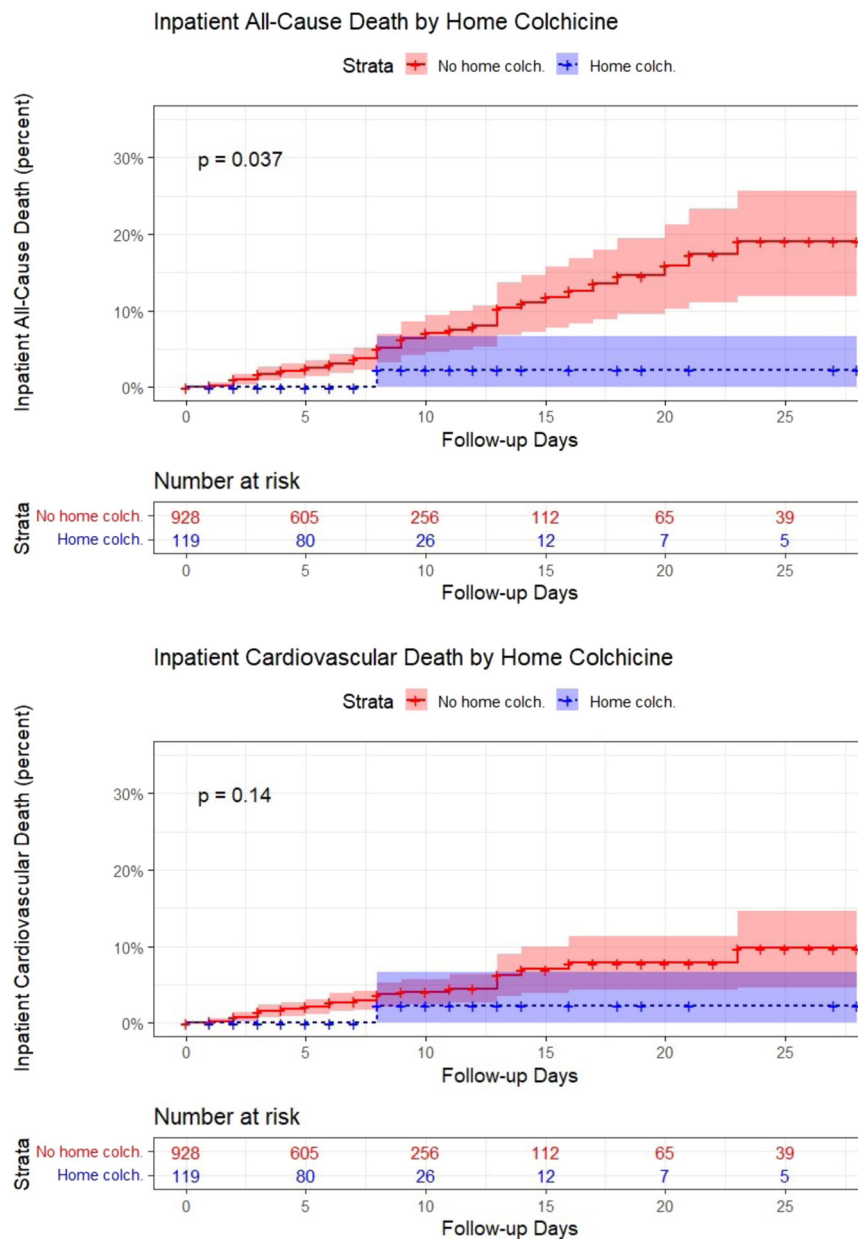 Inpatient All-Cause Death by Home Colchicine
Strata No home colch. Home colch.
Inpatient All-Cause Death (percent)
p = 0.037
30%
20%
10%
0%
0 5 10 15 20 25
Follow-up Days
Number at risk
Strata
No home colch. 928 605 256 112 65 39
Home colch. 119 80 26 12 7 5
0 5 10 15 20 25
Follow-up Days
Inpatient Cardiovascular Death by Home Colchicine
Strata No home colch. Home colch.
Inpatient Cardiovascular Death (percent)
p = 0.14
30%
20%
10%
0%
0 5 10 15 20 25
Follow-up Days
Number at risk
Strata
No home colch. 928 605 256 112 65 39
Home colch. 119 80 26 12 7 5
0 5 10 15 20 25
Follow-up Days